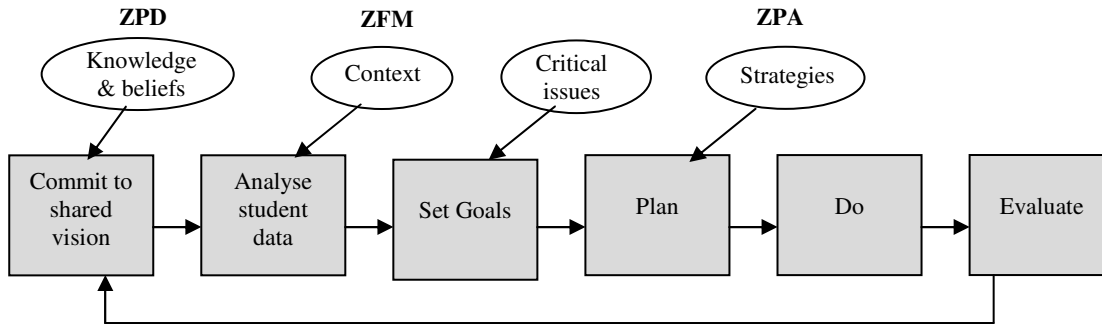 ZPD
ZFM
ZPA
Knowledge
& beliefs
Context
Critical
issues
Strategies
Commit to
shared
vision
Analyse
student
data
Set Goals
Plan
Do
Evaluate